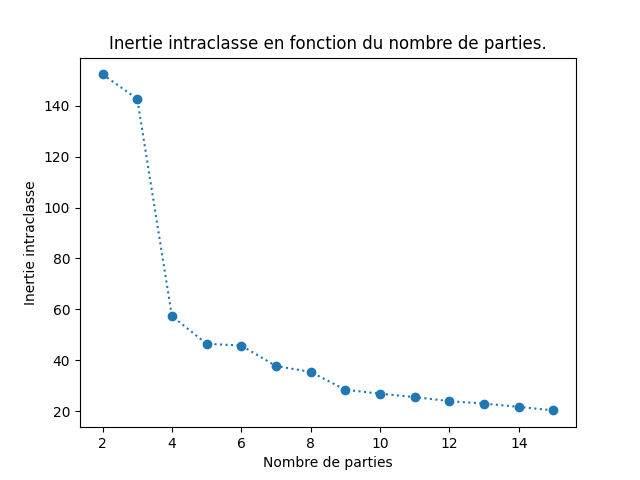 Inertie intraclasse en fonction du nombre de parties.
Inertie intraclasse
140
120
100
80
60
40
20
2 4 6 8 10 12 14
Nombre de parties